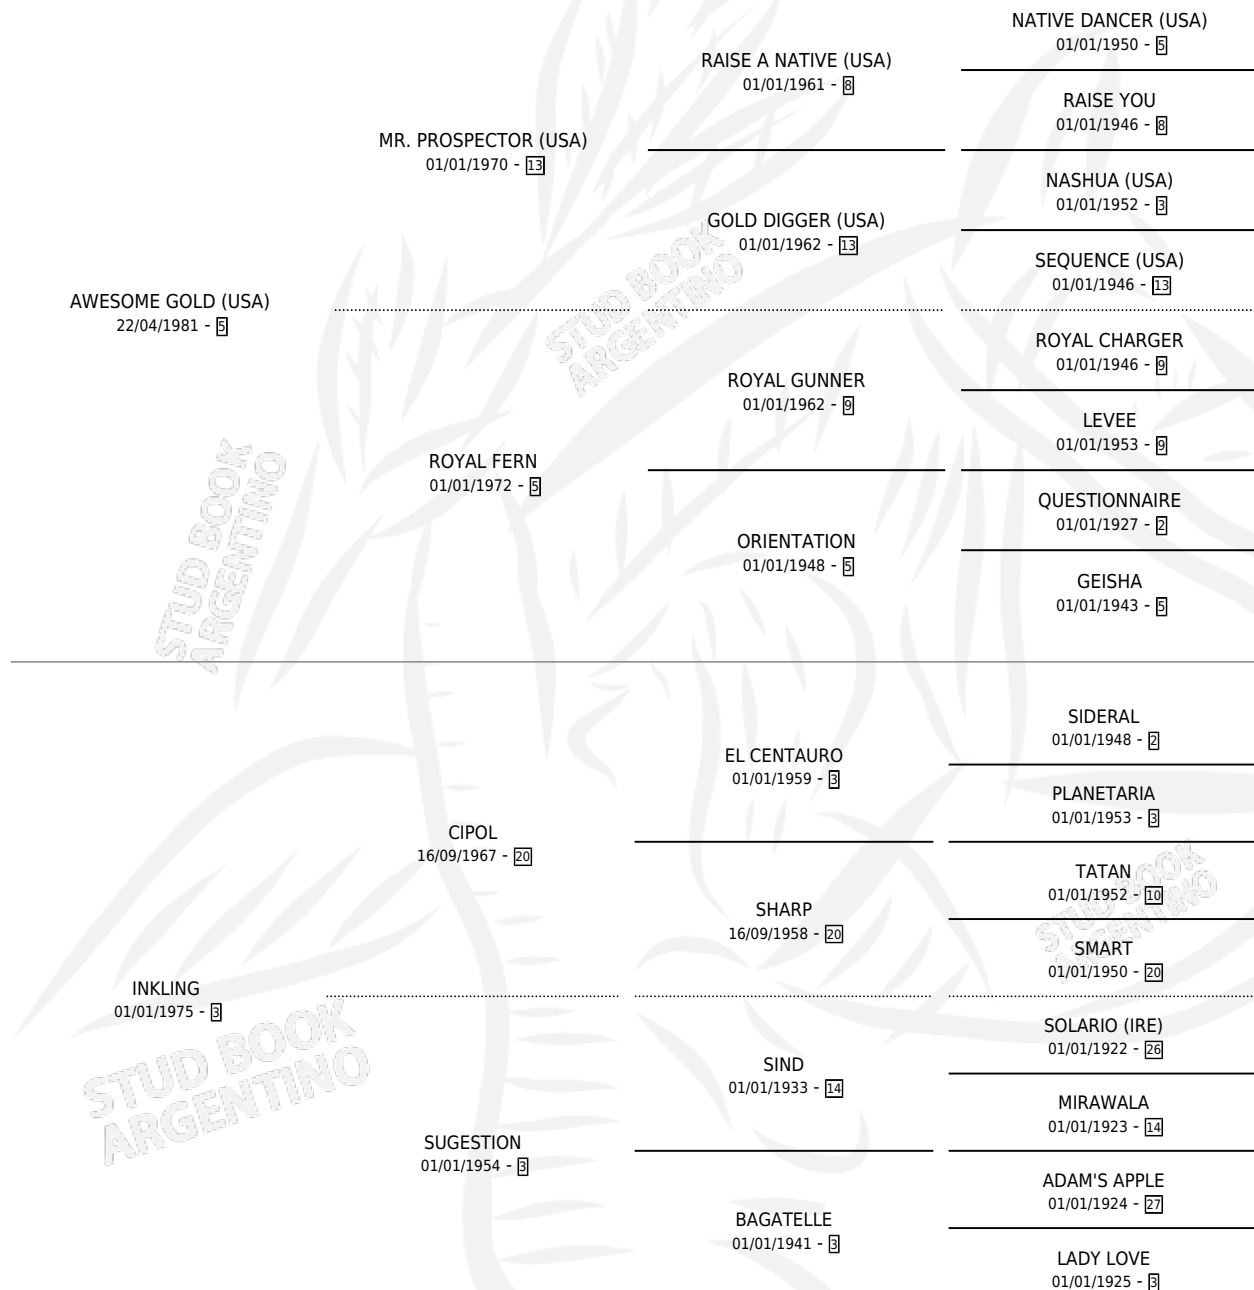 NATIVE DANCER (USA)
01/01/1950 - 5
RAISE A NATIVE (USA)
01/01/1961 - 8
RAISE YOU
01/01/1946 - 8
MR. PROSPECTOR (USA)
01/01/1970 - 13
NASHUA (USA)
01/01/1952 - 3
GOLD DIGGER (USA)
01/01/1962 - 13
SEQUENCE (USA)
01/01/1946 - 13
AWESOME GOLD (USA)
22/04/1981 - 5
ROYAL CHARGER
01/01/1946 - 9
ROYAL GUNNER
01/01/1962 - 9
LEVEE
01/01/1953 - 9
ROYAL FERN
01/01/1972 - 5
QUESTIONNAIRE
01/01/1927 - 2
ORIENTATION
01/01/1948 - 5
GEISHA
01/01/1943 - 5
SIDERAL
01/01/1948 - 2
EL CENTAURO
01/01/1959 - 3
PLANETARIA
01/01/1953 - 3
CIPOL
16/09/1967 - 20
TATAN
01/01/1952 - 10
SHARP
16/09/1958 - 20
SMART
01/01/1950 - 20
INKLING
01/01/1975 - 3
SOLARIO (IRE)
01/01/1922 - 26
SIND
01/01/1933 - 14
MIRAWALA
01/01/1923 - 14
SUGESTION
01/01/1954 - 3
ADAM'S APPLE
01/01/1924 - 27
BAGATELLE
01/01/1941 - 3
LADY LOVE
01/01/1925 - 3
STUD BOOK
ARGENTINO
STUD BOOK
ARGENTINO
STUD BOOK
ARGENTINO
STUD BOOK
ARGENTINO